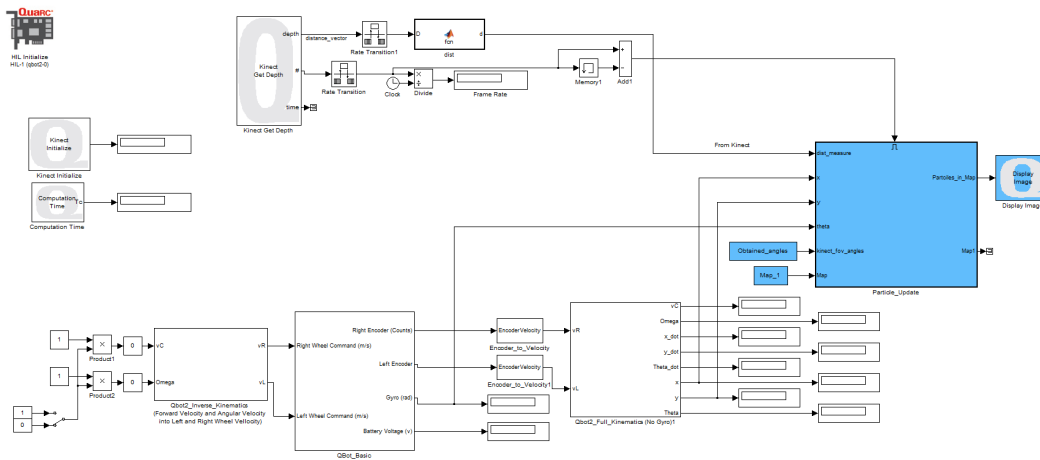 QUARC
HIL Initialize
HIL-1 (qbot2-0)
Kinect
Initialize
Kinect Initialize
Computation
Time
Tc
Computation Time
Kinect
Get Depth
depth
#
time
Kinect Get Depth
distance_vector
Rate Transition1
D
fcn
d
dist
Rate Transition
Clock
×
÷
Divide
Frame Rate
Memory1
+
−
Add1
From Kinect
dist_measure
x
y
theta
kinect_fov_angles
Map
Particles_in_Map
Map1
Particle_Update
Obtained_angles
Map_1
Display
Image
Display Image
1
×
Product1
0
1
×
Product2
0
1
0
vC
Omega
vR
vL
Qbot2_Inverse_Kinematics
(Forward Velocity and Angular Velocity
into Left and Right Wheel Vellocity)
Right Wheel Command (m/s)
Left Wheel Command (m/s)
Right Encoder (Counts)
Left Encoder
Gyro (rad)
Battery Voltage (v)
QBot_Basic
EncoderVelocity
Encoder_to_Velocity
EncoderVelocity
Encoder_to_Velocity1
vR
vL
vC
Omega
x_dot
y_dot
Theta_dot
x
y
Theta
Qbot2_Full_Kinematics (No Gyro)1